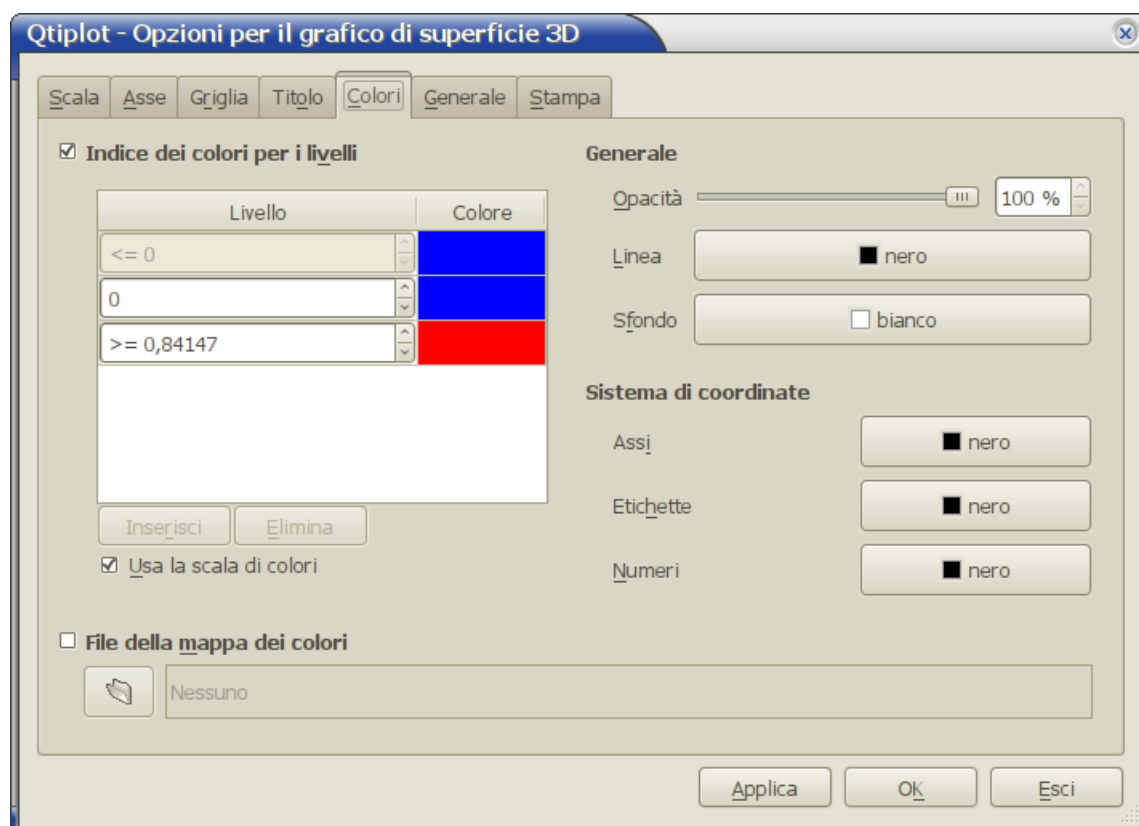 Qtiplot - Opzioni per il grafico di superficie 3D
Scala Asse Griglia Titolo Colori Generale Stampa
Indice dei colori per i livelli
Livello Colore
<= 0
0
>= 0,84147
Inserisci Elimina
Usa la scala di colori
Generale
Opacità 100 %
Linea nero
Sfondo bianco
Sistema di coordinate
Assi nero
Etichette nero
Numeri nero
File della mappa dei colori
Nessuno
Applica OK Esci